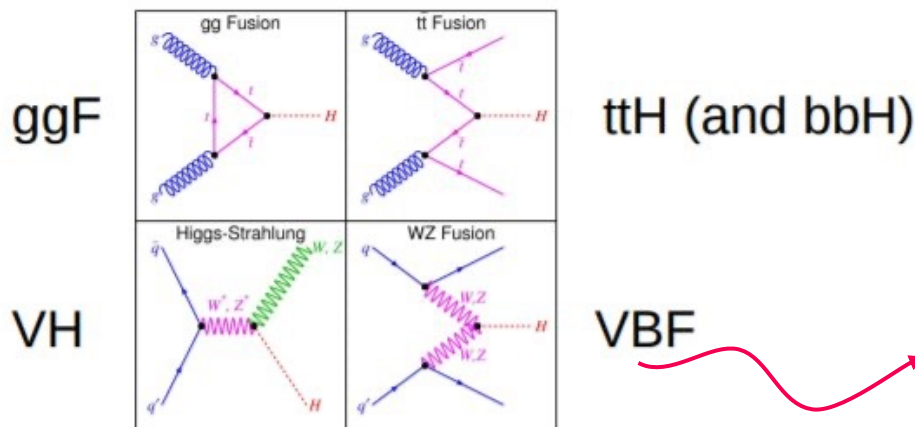 gg Fusion
tt̄ Fusion
g
g
t
t
t̄
H
g
g
t̄
t
t̄
t
H
ggF
ttH (and bbH)
Higgs-Strahlung
WZ Fusion
q̄
q'
W*, Z*
W, Z
H
q
q'
W,Z
W,Z
H
VH
VBF